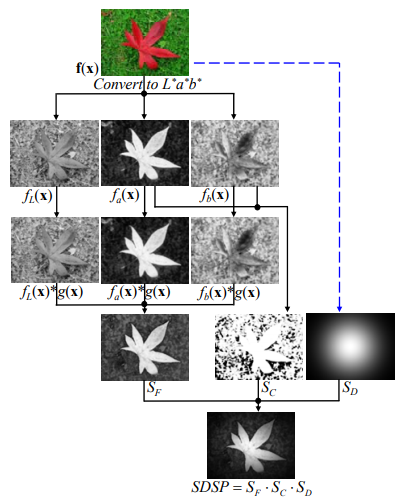 f(x)
Convert to L*a*b*
f_L(x) f_a(x) f_b(x)
f_L(x)*g(x) f_a(x)*g(x) f_b(x)*g(x)
S_F S_C S_D
SDSP = S_F · S_C · S_D